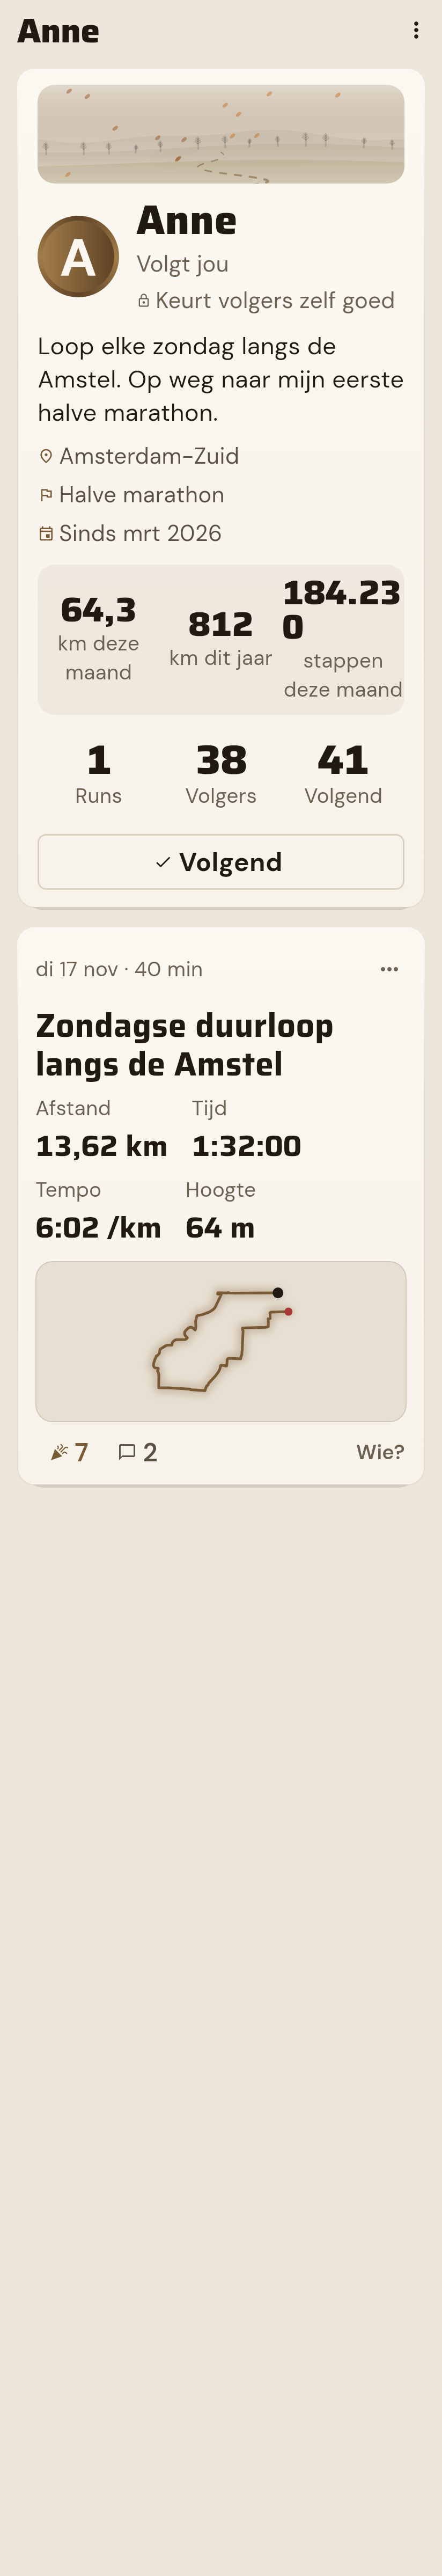 Anne
A
Anne
Volgt jou
Keurt volgers zelf goed
Loop elke zondag langs de
Amstel. Op weg naar mijn eerste
halve marathon.
Amsterdam-Zuid
Halve marathon
Sinds mrt 2026
64,3
km deze
maand
812
km dit jaar
184.23
0
stappen
deze maand
1
Runs
38
Volgers
41
Volgend
Volgend
di 17 nov · 40 min
Zondagse duurloop
langs de Amstel
Afstand
13,62 km
Tijd
1:32:00
Tempo
6:02 /km
Hoogte
64 m
7
2
Wie?